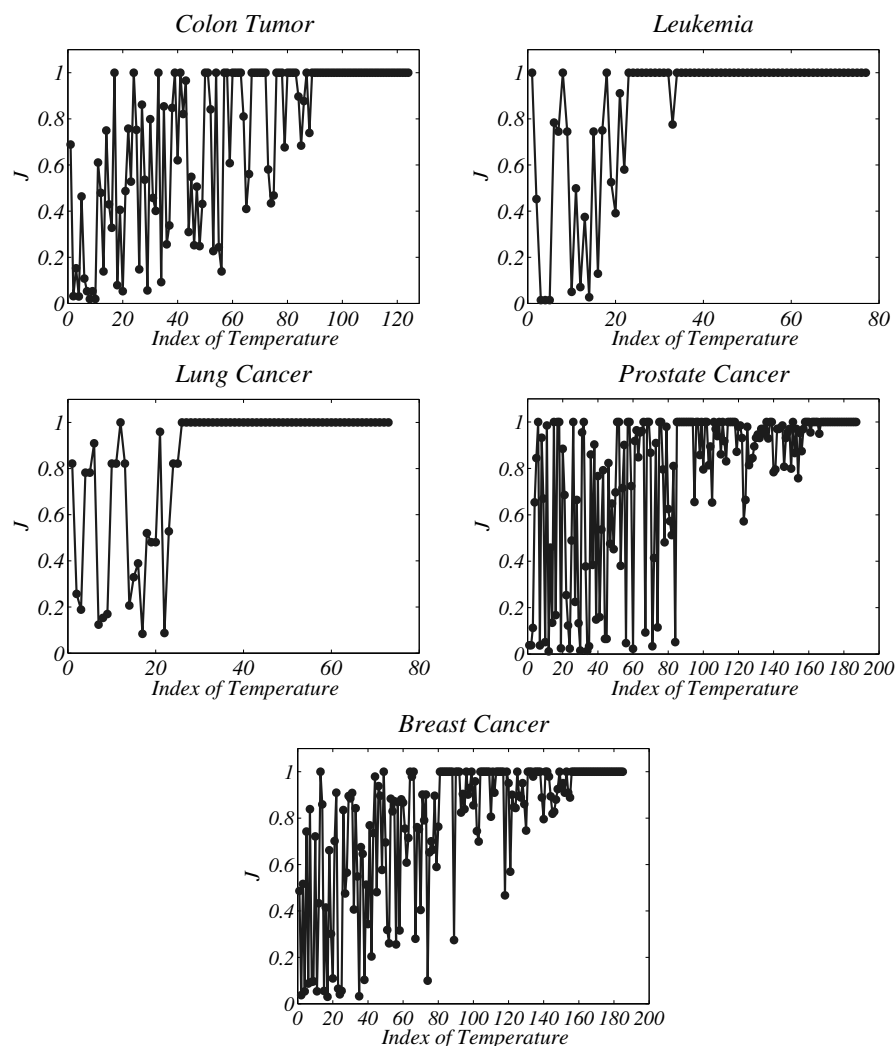 Colon Tumor
1
0.8
0.6
0.4
0.2
0
J
0 20 40 60 80 100 120
Index of Temperature
Leukemia
1
0.8
0.6
0.4
0.2
0
J
0 20 40 60 80
Index of Temperature
Lung Cancer
1
0.8
0.6
0.4
0.2
0
J
0 20 40 60 80
Index of Temperature
Prostate Cancer
1
0.8
0.6
0.4
0.2
0
J
0 20 40 60 80 100 120 140 160 180 200
Index of Temperature
Breast Cancer
1
0.8
0.6
0.4
0.2
0
J
0 20 40 60 80 100 120 140 160 180 200
Index of Temperature